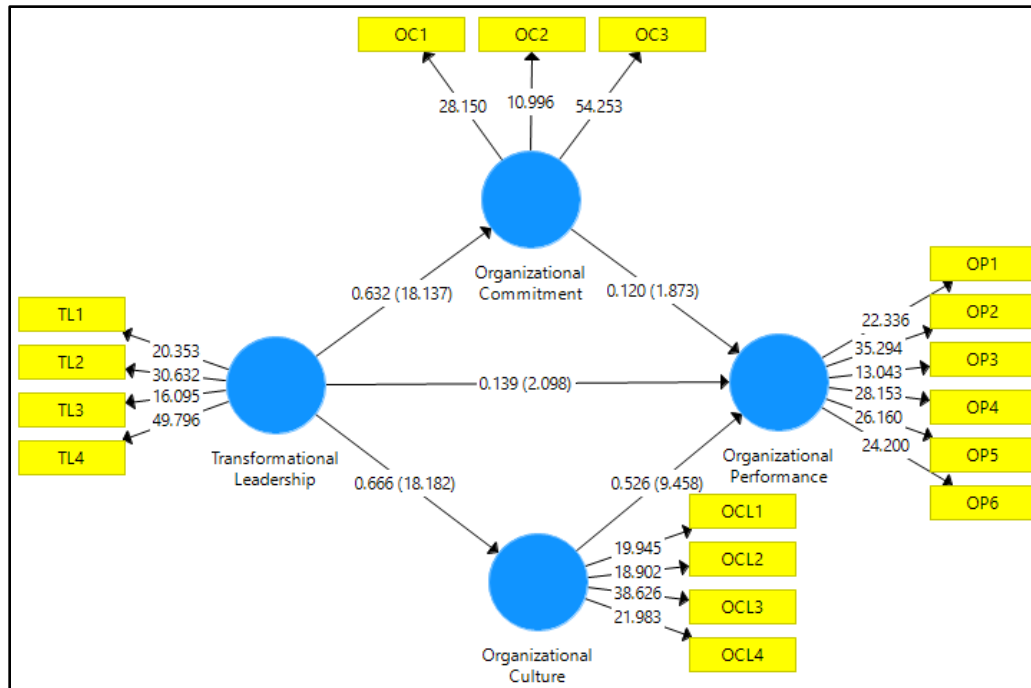 OC1
OC2
OC3
28.150
10.996
54.253
Organizational
Commitment
0.632 (18.137)
0.120 (1.873)
TL1
TL2
TL3
TL4
20.353
30.632
16.095
49.796
Transformational
Leadership
0.139 (2.098)
0.666 (18.182)
0.526 (9.458)
Organizational
Performance
22.336
35.294
13.043
28.153
26.160
24.200
OP1
OP2
OP3
OP4
OP5
OP6
Organizational
Culture
19.945
18.902
38.626
21.983
OCL1
OCL2
OCL3
OCL4